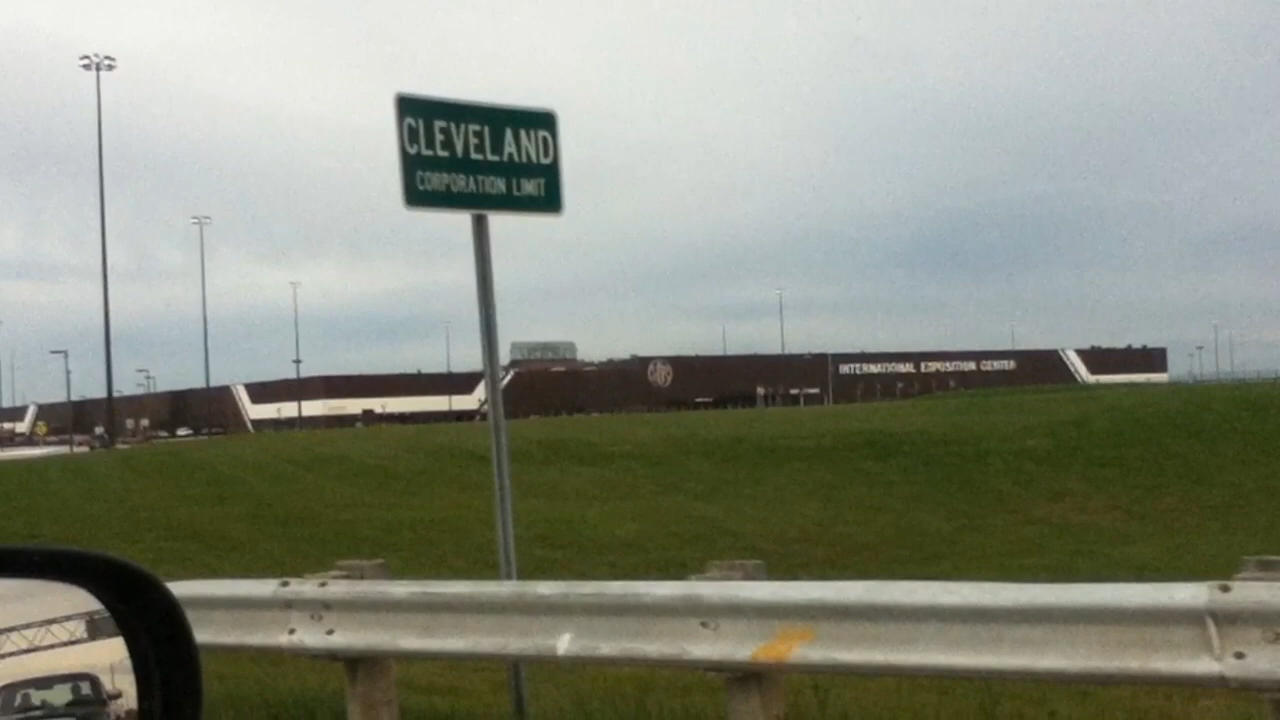 CLEVELAND
CORPORATION LIMIT
INTERNATIONAL EXPOSITION CENTER